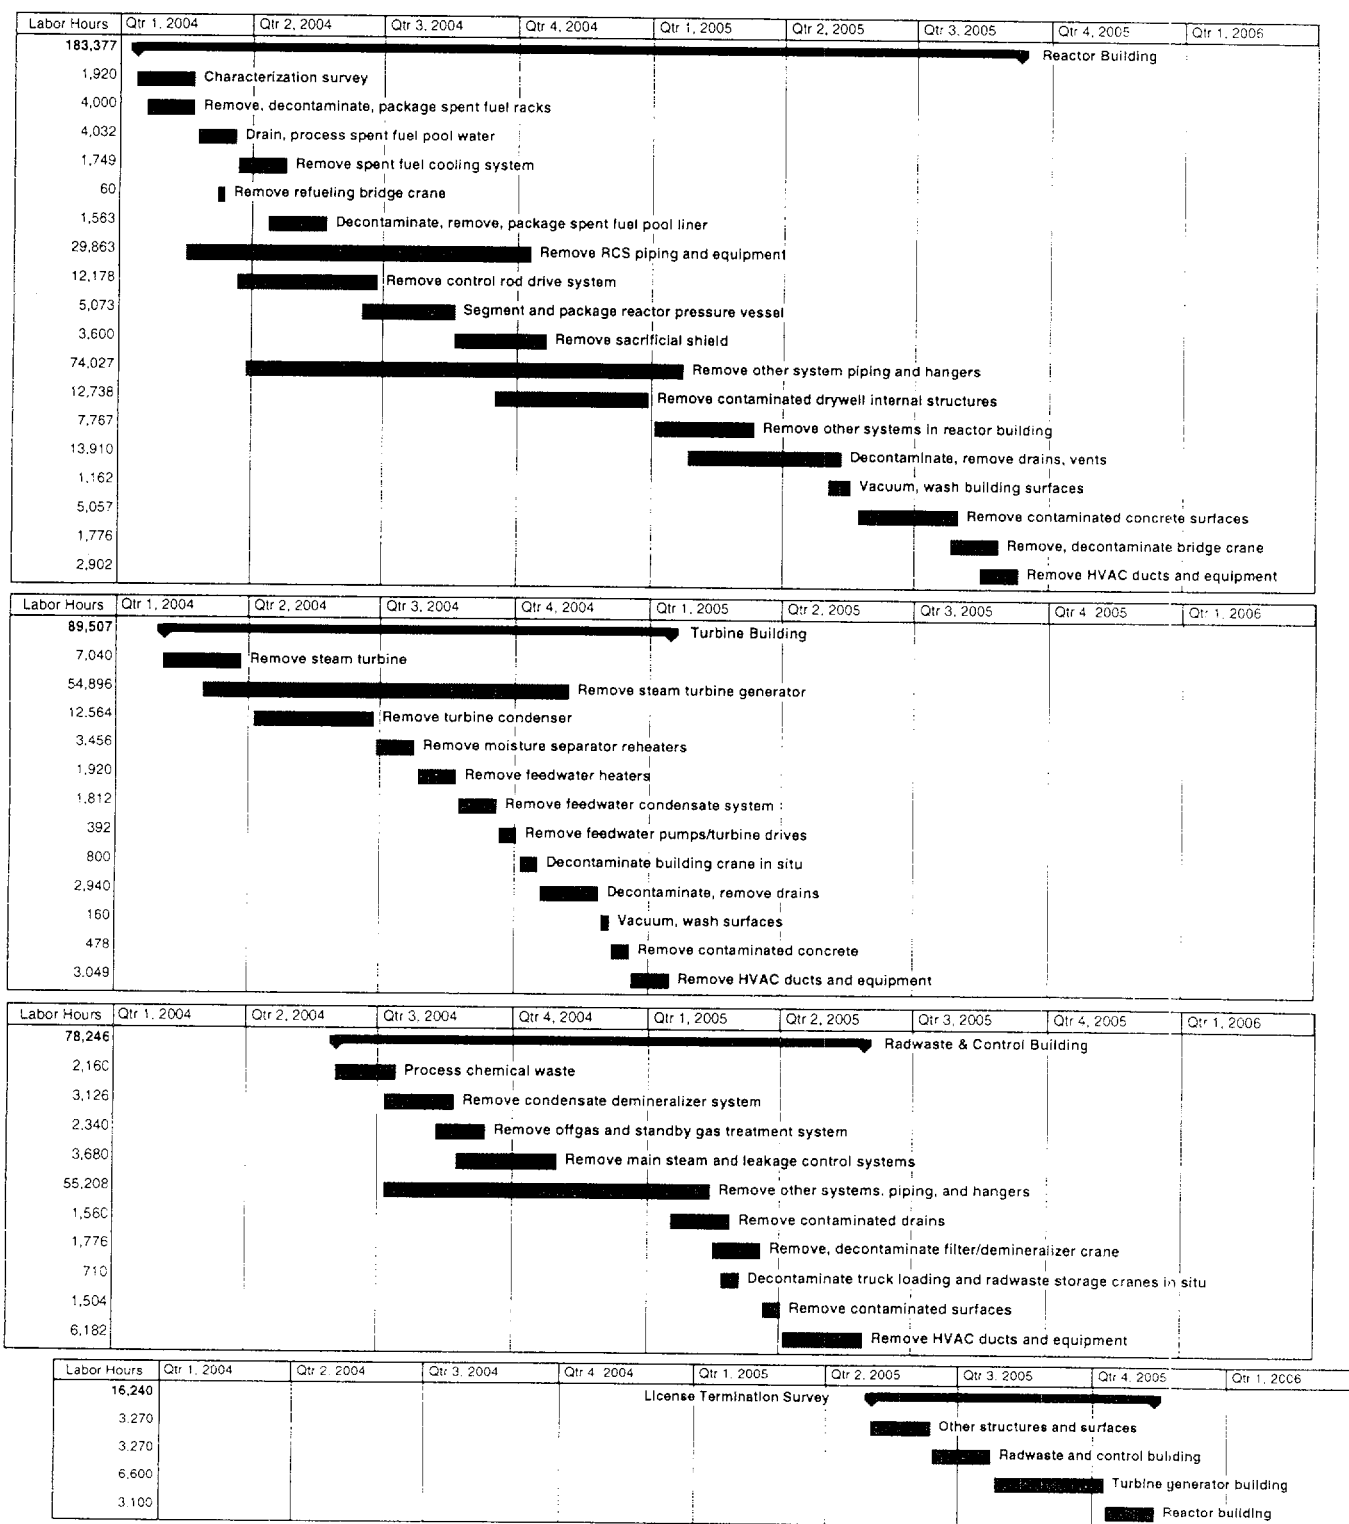 Labor Hours Qtr 1, 2004 Qtr 2, 2004 Qtr 3, 2004 Qtr 4, 2004 Qtr 1, 2005 Qtr 2, 2005 Qtr 3, 2005 Qtr 4, 2005 Qtr 1, 2006
183,377 Reactor Building
1,920 Characterization survey
4,000 Remove, decontaminate, package spent fuel racks
4,032 Drain, process spent fuel pool water
1,749 Remove spent fuel cooling system
60 Remove refueling bridge crane
1,563 Decontaminate, remove, package spent fuel pool liner
29,863 Remove RCS piping and equipment
12,178 Remove control rod drive system
5,073 Segment and package reactor pressure vessel
3,600 Remove sacrificial shield
74,027 Remove other system piping and hangers
12,738 Remove contaminated drywell internal structures
7,767 Remove other systems in reactor building
13,910 Decontaminate, remove drains, vents
1,162 Vacuum, wash building surfaces
5,057 Remove contaminated concrete surfaces
1,776 Remove, decontaminate bridge crane
2,902 Remove HVAC ducts and equipment
Labor Hours Qtr 1, 2004 Qtr 2, 2004 Qtr 3, 2004 Qtr 4, 2004 Qtr 1, 2005 Qtr 2, 2005 Qtr 3, 2005 Qtr 4, 2005 Qtr 1, 2006
89,507 Turbine Building
7,040 Remove steam turbine
54,896 Remove steam turbine generator
12,564 Remove turbine condenser
3,456 Remove moisture separator reheaters
1,920 Remove feedwater heaters
1,812 Remove feedwater condensate system
392 Remove feedwater pumps/turbine drives
800 Decontaminate building crane in situ
2,940 Decontaminate, remove drains
160 Vacuum, wash surfaces
478 Remove contaminated concrete
3,049 Remove HVAC ducts and equipment
Labor Hours Qtr 1, 2004 Qtr 2, 2004 Qtr 3, 2004 Qtr 4, 2004 Qtr 1, 2005 Qtr 2, 2005 Qtr 3, 2005 Qtr 4, 2005 Qtr 1, 2006
78,246 Radwaste & Control Building
2,160 Process chemical waste
3,126 Remove condensate demineralizer system
2,340 Remove offgas and standby gas treatment system
3,680 Remove main steam and leakage control systems
55,208 Remove other systems, piping, and hangers
1,560 Remove contaminated drains
1,776 Remove, decontaminate filter/demineralizer crane
710 Decontaminate truck loading and radwaste storage cranes in situ
1,504 Remove contaminated surfaces
6,182 Remove HVAC ducts and equipment
Labor Hours Qtr 1, 2004 Qtr 2, 2004 Qtr 3, 2004 Qtr 4, 2004 Qtr 1, 2005 Qtr 2, 2005 Qtr 3, 2005 Qtr 4, 2005 Qtr 1, 2006
16,240 License Termination Survey
3,270 Other structures and surfaces
3,270 Radwaste and control building
6,600 Turbine generator building
3,100 Reactor building